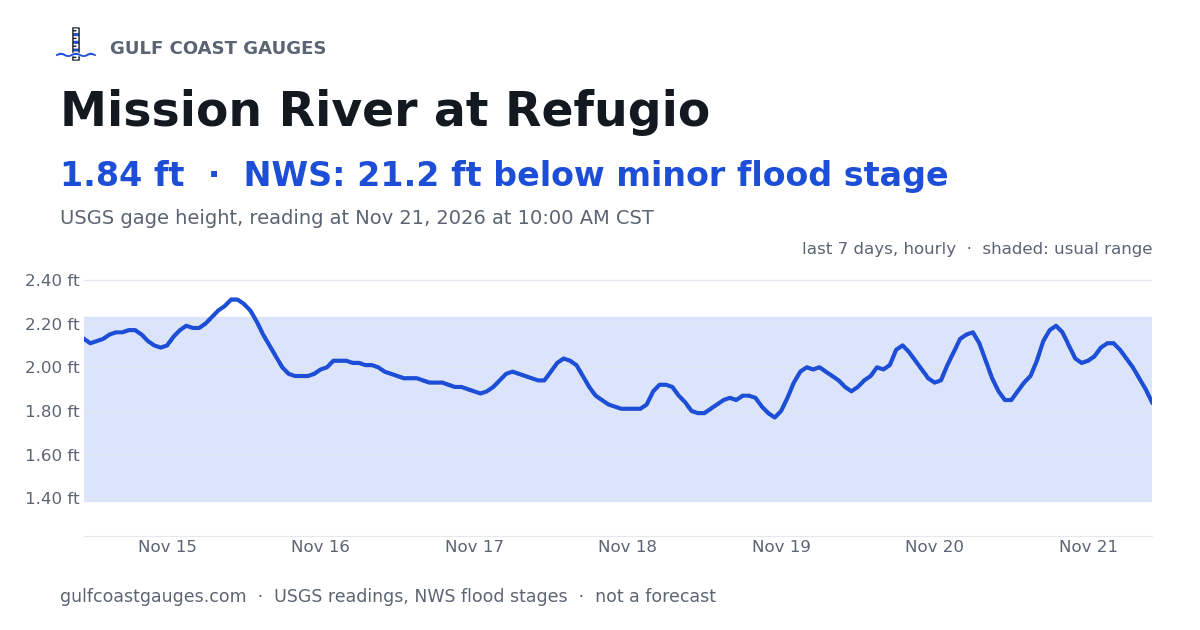 GULF COAST GAUGES
Mission River at Refugio
1.84 ft · NWS: 21.2 ft below minor flood stage
USGS gage height, reading at Nov 21, 2026 at 10:00 AM CST
last 7 days, hourly · shaded: usual range
2.40 ft
2.20 ft
2.00 ft
1.80 ft
1.60 ft
1.40 ft
Nov 15 Nov 16 Nov 17 Nov 18 Nov 19 Nov 20 Nov 21
gulfcoastgauges.com · USGS readings, NWS flood stages · not a forecast